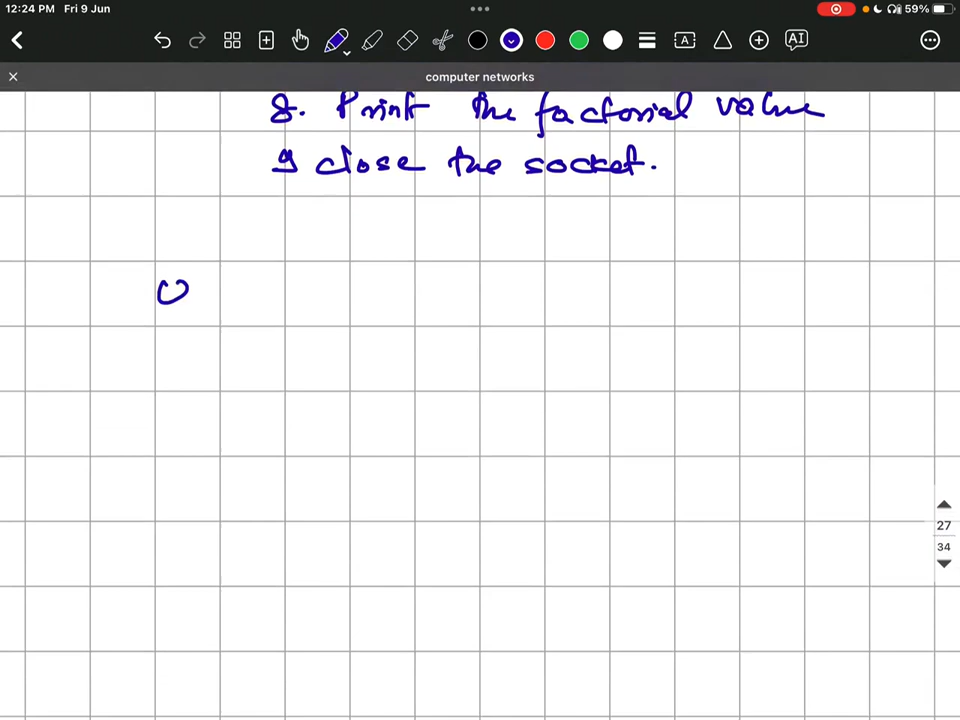 12:24 PM Fri 9 Jun 59%
A AI
computer networks
8. Print the factorial value
9 close the socket.
27
34